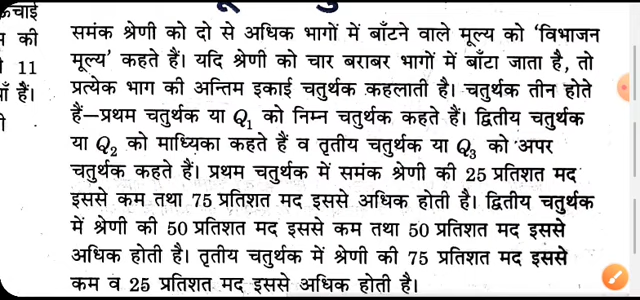 ऊँचाई
की
11
हैं।
समंक श्रेणी को दो से अधिक भागों में बाँटने वाले मूल्य को ‘विभाजन
मूल्य’ कहते हैं। यदि श्रेणी को चार बराबर भागों में बाँटा जाता है, तो
प्रत्येक भाग की अन्तिम इकाई चतुर्थक कहलाती है। चतुर्थक तीन होते
हैं–प्रथम चतुर्थक या Q₁ को निम्न चतुर्थक कहते हैं। द्वितीय चतुर्थक
या Q₂ को माध्यिका कहते हैं व तृतीय चतुर्थक या Q₃ को अपर
चतुर्थक कहते हैं। प्रथम चतुर्थक में समंक श्रेणी की 25 प्रतिशत मद
इससे कम तथा 75 प्रतिशत मद इससे अधिक होती है। द्वितीय चतुर्थक
में श्रेणी की 50 प्रतिशत मद इससे कम तथा 50 प्रतिशत मद इससे
अधिक होती है। तृतीय चतुर्थक में श्रेणी की 75 प्रतिशत मद इससे
कम व 25 प्रतिशत मद इससे अधिक होती है।